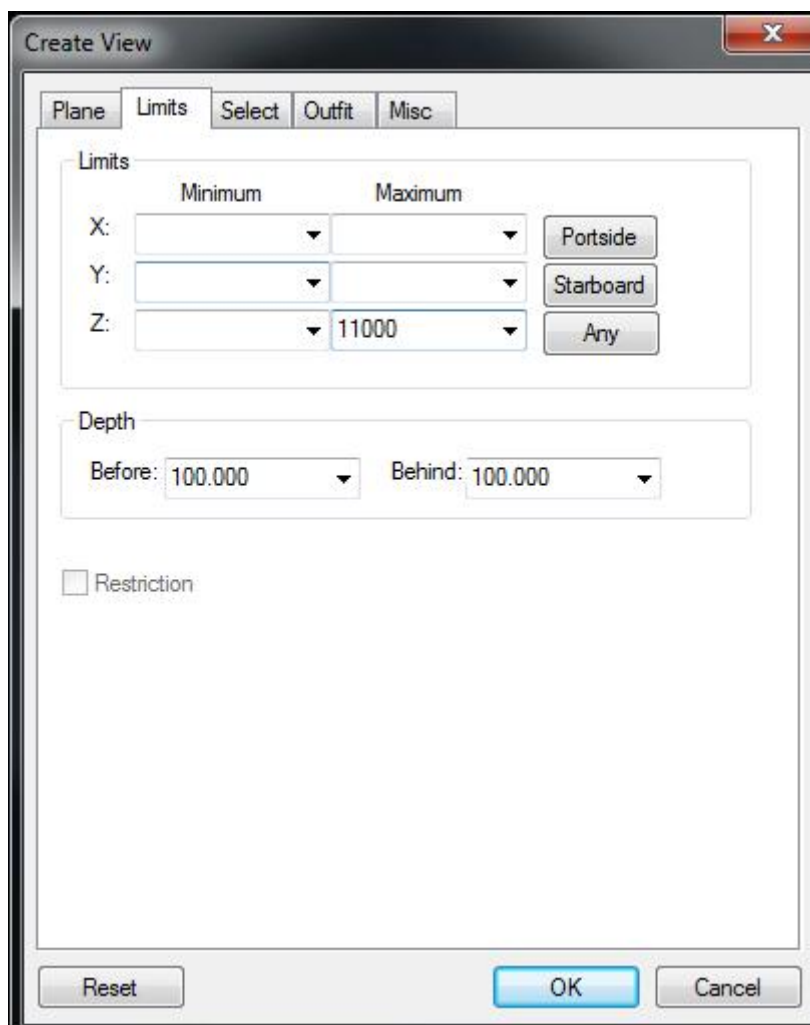 Create View
Plane Limits Select Outfit Misc
Limits
Minimum Maximum
X: Portside
Y: Starboard
Z: 11000 Any
Depth
Before: 100.000 Behind: 100.000
Restriction
Reset OK Cancel